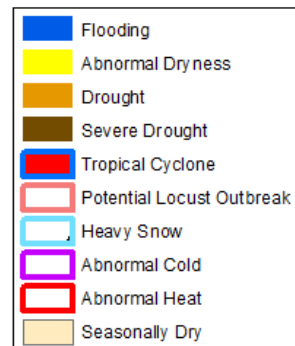 Flooding
Abnormal Dryness
Drought
Severe Drought
Tropical Cyclone
Potential Locust Outbreak
Heavy Snow
Abnormal Cold
Abnormal Heat
Seasonally Dry